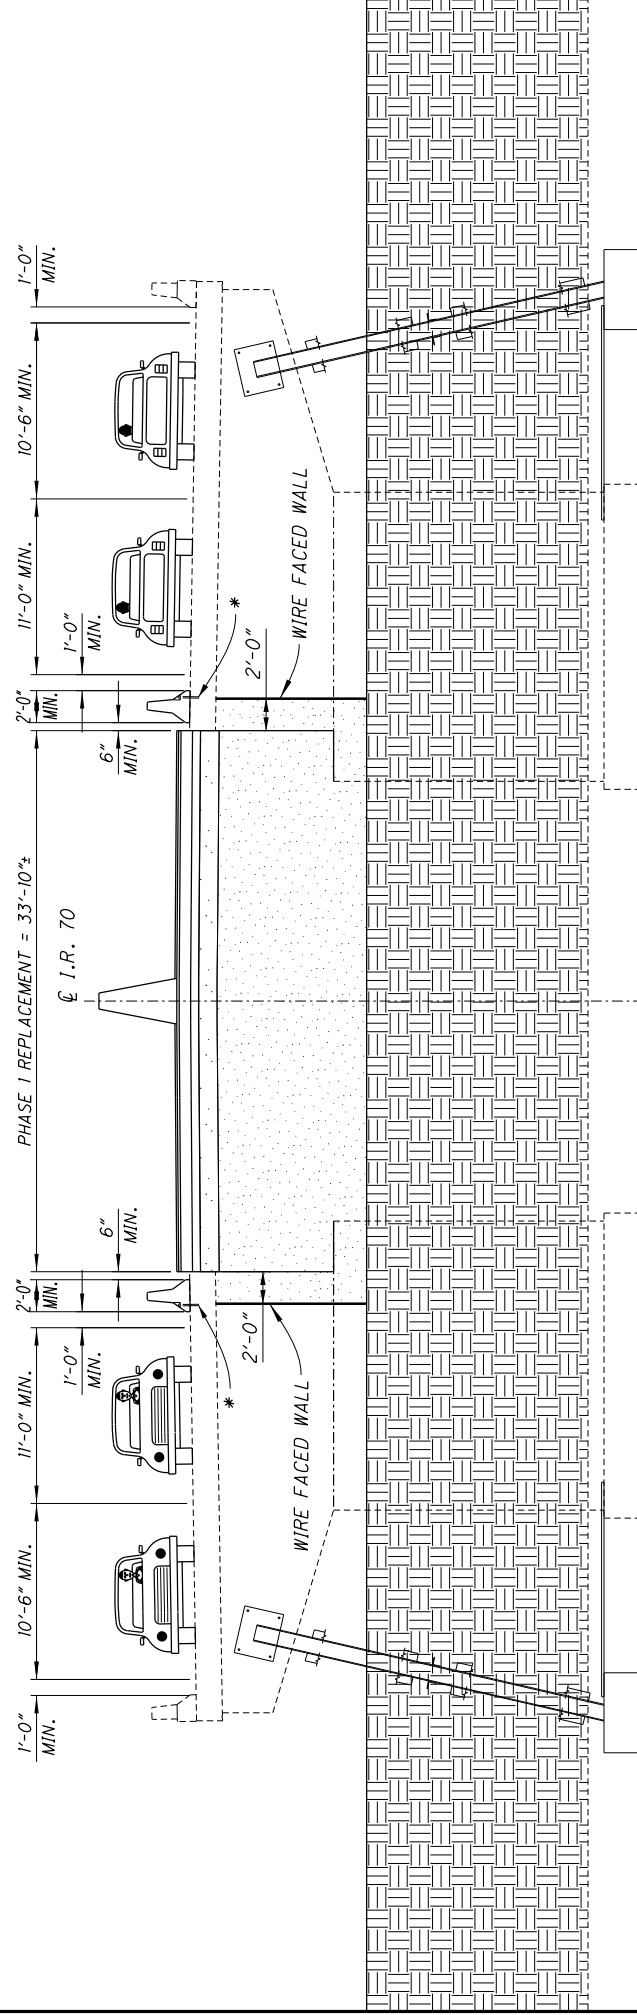 1'-0"
MIN.
10'-6" MIN.
11'-0" MIN.
1'-0"
MIN.
2'-0"
MIN.
6"
MIN.
PHASE 1 REPLACEMENT = 33'-10"±
℄ I.R. 70
6"
MIN.
2'-0"
MIN.
1'-0"
MIN.
11'-0" MIN.
10'-6" MIN.
1'-0"
MIN.
*
2'-0"
WIRE FACED WALL
*
2'-0"
WIRE FACED WALL